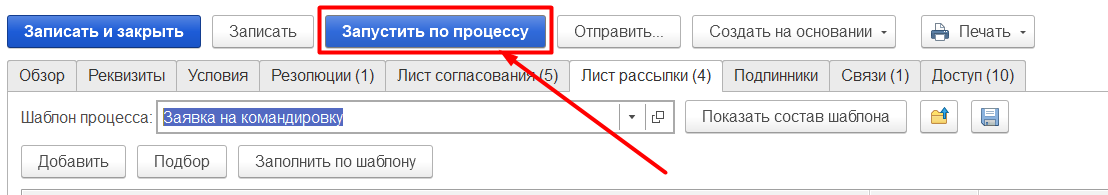 Записать и закрыть Записать Запустить по процессу Отправить... Создать на основании Печать
Обзор Реквизиты Условия Резолюции (1) Лист согласования (5) Лист рассылки (4) Подлинники Связи (1) Доступ (10)
Шаблон процесса: Заявка на командировку Показать состав шаблона
Добавить Подбор Заполнить по шаблону